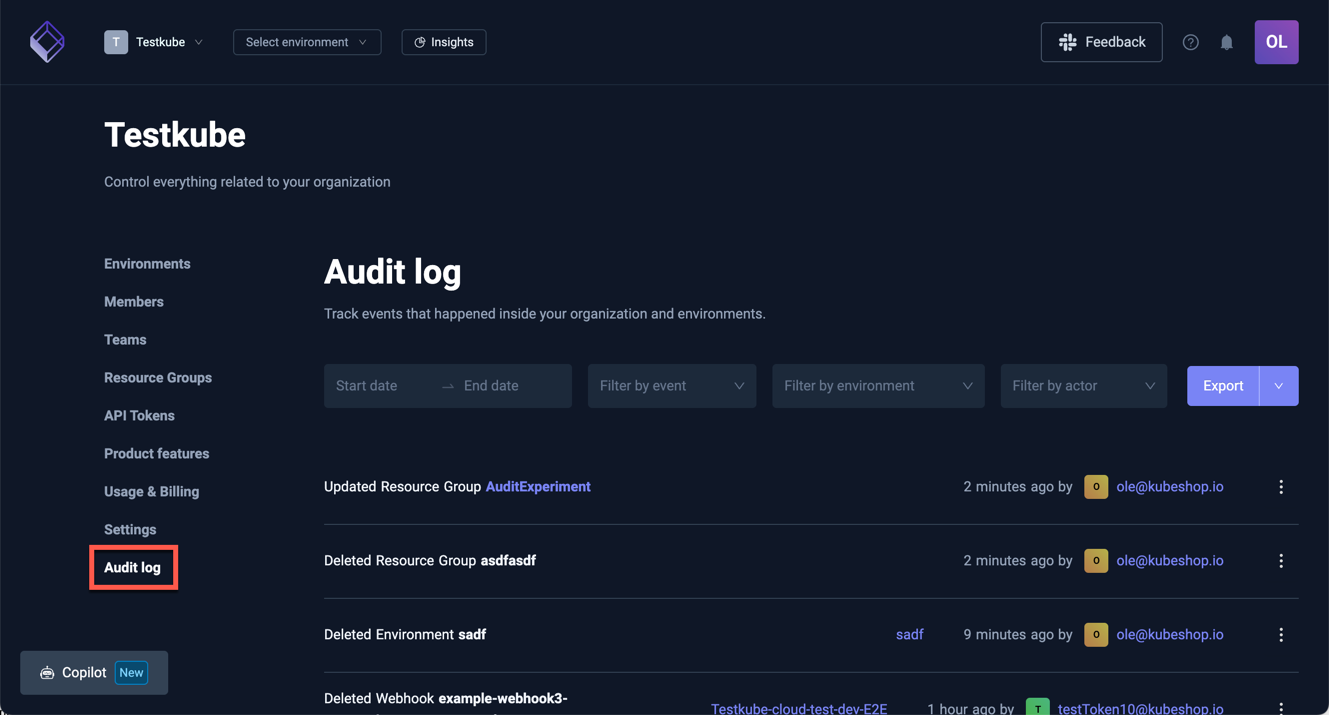 T Testkube Select environment Insights Feedback OL
Testkube
Control everything related to your organization
Environments
Members
Teams
Resource Groups
API Tokens
Product features
Usage & Billing
Settings
Audit log
Copilot New
Audit log
Track events that happened inside your organization and environments.
Start date → End date Filter by event Filter by environment Filter by actor Export
Updated Resource Group AuditExperiment 2 minutes ago by O ole@kubeshop.io
Deleted Resource Group asdfasdf 2 minutes ago by O ole@kubeshop.io
Deleted Environment sadf sadf 9 minutes ago by O ole@kubeshop.io
Deleted Webhook example-webhook3-
Testkube-cloud-test-dev-E2E 1 hour ago by T testToken10@kubeshop.io